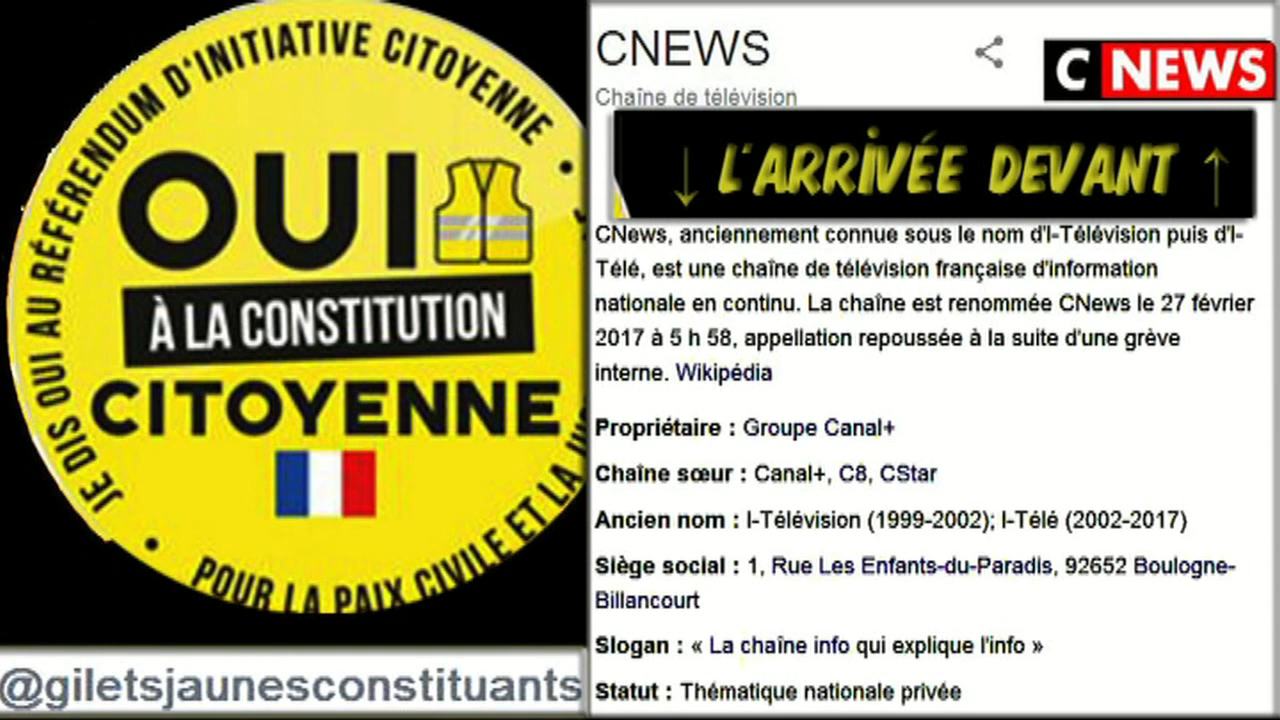 JE DIS OUI AU RÉFÉRENDUM D'INITIATIVE CITOYENNE
OUI
À LA CONSTITUTION
CITOYENNE
POUR LA PAIX CIVILE ET LA
@giletsjaunesconstituants
CNEWS
C NEWS
Chaîne de télévision
↓ L'ARRIVÉE DEVANT ↑
CNews, anciennement connue sous le nom d'I-Télévision puis d'I-
Télé, est une chaîne de télévision française d'information
nationale en continu. La chaîne est renommée CNews le 27 février
2017 à 5 h 58, appellation repoussée à la suite d'une grève
interne. Wikipédia
Propriétaire : Groupe Canal+
Chaîne sœur : Canal+, C8, CStar
Ancien nom : I-Télévision (1999-2002); I-Télé (2002-2017)
Siège social : 1, Rue Les Enfants-du-Paradis, 92652 Boulogne-
Billancourt
Slogan : « La chaîne info qui explique l'info »
Statut : Thématique nationale privée